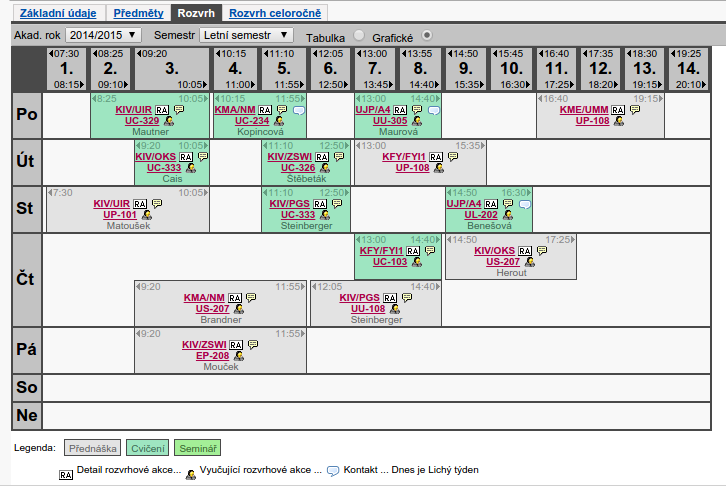 Základní údaje Předměty Rozvrh Rozvrh celoročně
Akad. rok 2014/2015 Semestr Letní semestr Tabulka Grafické
07:30 08:25 09:20 10:15 11:10 12:05 13:00 13:55 14:50 15:45 16:40 17:35 18:30 19:25
1. 2. 3. 4. 5. 6. 7. 8. 9. 10. 11. 12. 13. 14.
08:15 09:10 10:05 11:00 11:55 12:50 13:45 14:40 15:35 16:30 17:25 18:20 19:15 20:10
Po
8:25 10:05
KIV/UIR RA
UC-329
Mautner
10:15 11:55
KMA/NM RA
UC-234
Kopincová
13:00 14:40
UJP/A4 RA
UU-305
Maurová
16:40 19:15
KME/UMM RA
UP-108
Út
9:20 10:05
KIV/OKS RA
UC-333
Cais
11:10 12:50
KIV/ZSWI RA
UC-326
Štěbeták
13:00 15:35
KFY/FYI1 RA
UP-108
St
7:30 10:05
KIV/UIR RA
UP-101
Matoušek
11:10 12:50
KIV/PGS RA
UC-333
Steinberger
14:50 16:30
UJP/A4 RA
UL-202
Benešová
Čt
13:00 14:40
KFY/FYI1 RA
UC-103
14:50 17:25
KIV/OKS RA
US-207
Herout
9:20 11:55
KMA/NM RA
US-207
Brandner
12:05 14:40
KIV/PGS RA
UU-108
Steinberger
Pá
9:20 11:55
KIV/ZSWI RA
EP-208
Mouček
So
Ne
Legenda: Přednáška Cvičení Seminář
RA Detail rozvrhové akce... Vyučující rozvrhové akce ... Kontakt ... Dnes je Lichý týden